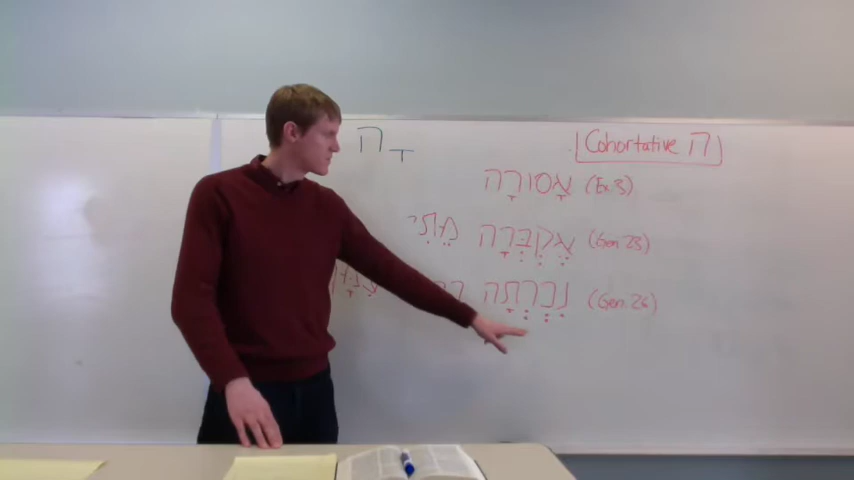 Cohortative ה
ָה
(Ex. 3) אָסוּרָה
(Gen 23) אֶקְבְּרָה מֵתִי
(Gen. 26) נִכְרְתָה